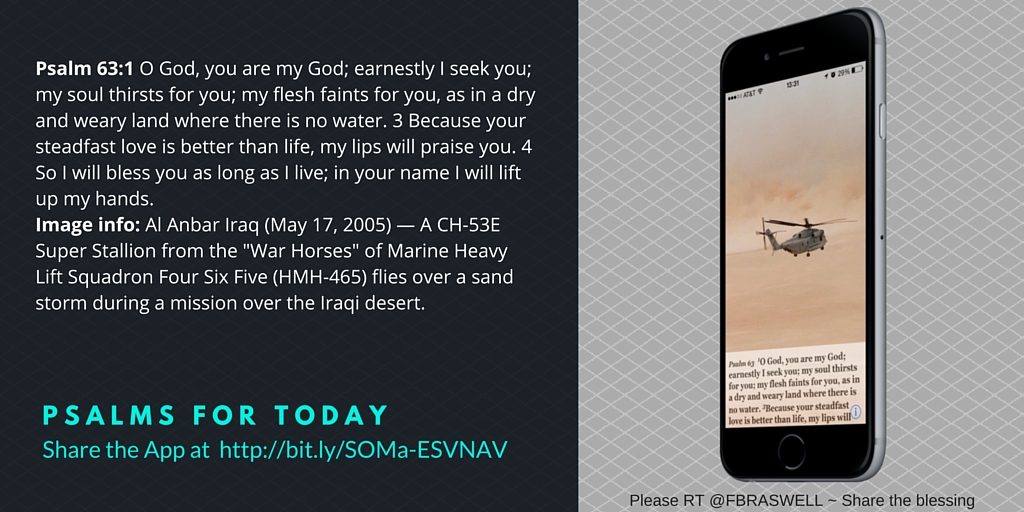 Psalm 63:1 O God, you are my God; earnestly I seek you;
my soul thirsts for you; my flesh faints for you, as in a dry
and weary land where there is no water. 3 Because your
steadfast love is better than life, my lips will praise you. 4
So I will bless you as long as I live; in your name I will lift
up my hands.
Image info: Al Anbar Iraq (May 17, 2005) — A CH-53E
Super Stallion from the "War Horses" of Marine Heavy
Lift Squadron Four Six Five (HMH-465) flies over a sand
storm during a mission over the Iraqi desert.
PSALMS FOR TODAY
Share the App at http://bit.ly/SOMa-ESVNAV
AT&T 13:31 29%
Psalm 63 ¹O God, you are my God;
earnestly I seek you; my soul thirsts
for you; my flesh faints for you, as in
a dry and weary land where there is
no water. ³Because your steadfast
love is better than life, my lips will
Please RT @FBRASWELL ~ Share the blessing